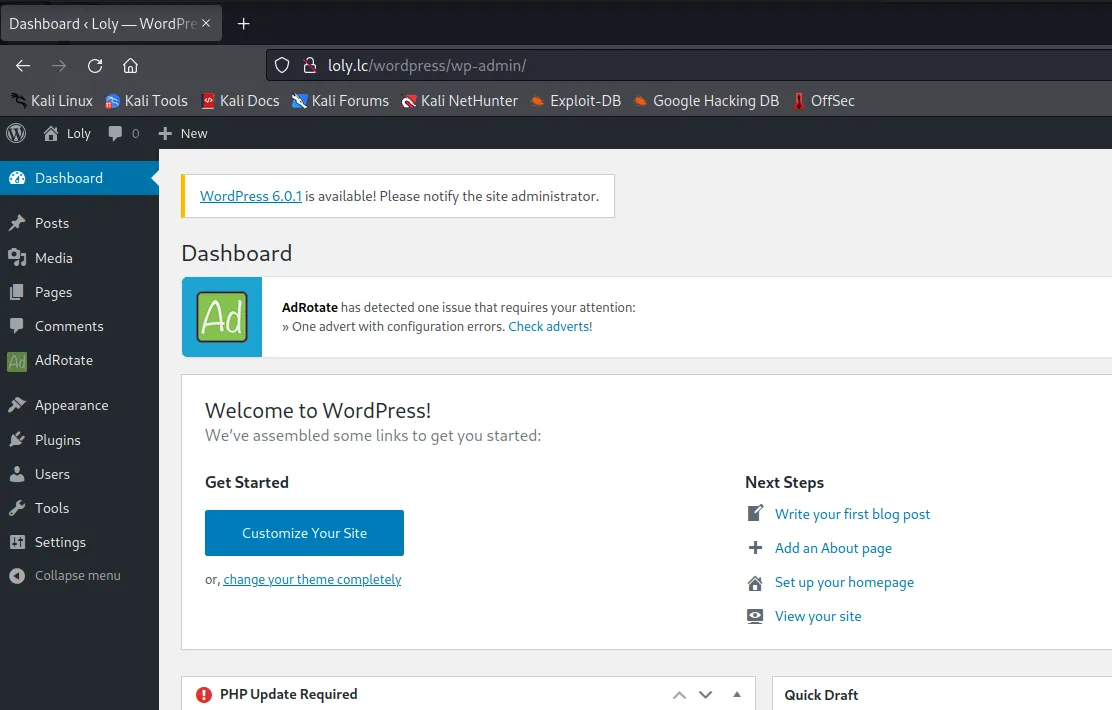 Dashboard ‹ Loly — WordPre
loly.lc/wordpress/wp-admin/
Kali Linux Kali Tools Kali Docs Kali Forums Kali NetHunter Exploit-DB Google Hacking DB OffSec
Loly 0 New
Dashboard
Posts
Media
Pages
Comments
Ad AdRotate
Appearance
Plugins
Users
Tools
Settings
Collapse menu
WordPress 6.0.1 is available! Please notify the site administrator.
Dashboard
Ad
AdRotate has detected one issue that requires your attention:
» One advert with configuration errors. Check adverts!
Welcome to WordPress!
We’ve assembled some links to get you started:
Get Started
Customize Your Site
or, change your theme completely
Next Steps
Write your first blog post
Add an About page
Set up your homepage
View your site
PHP Update Required
Quick Draft